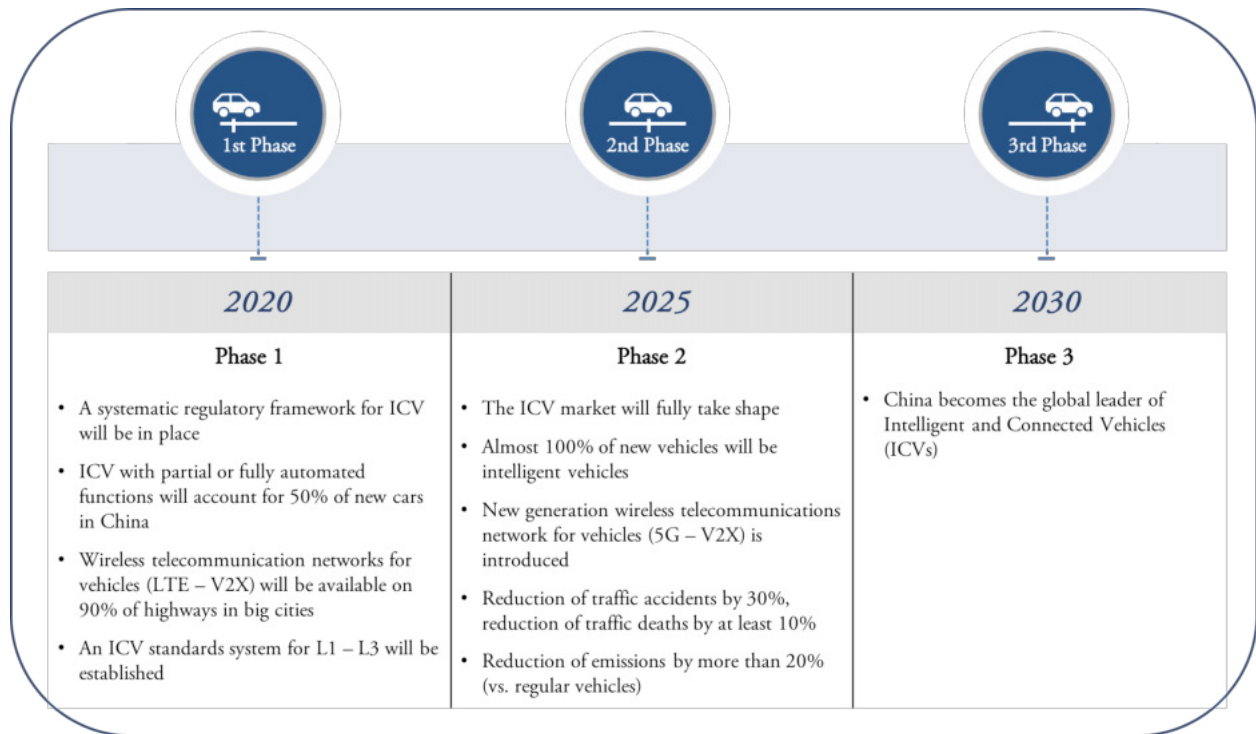 1st Phase
2nd Phase
3rd Phase
2020
2025
2030
Phase 1
• A systematic regulatory framework for ICV
will be in place
• ICV with partial or fully automated
functions will account for 50% of new cars
in China
• Wireless telecommunication networks for
vehicles (LTE – V2X) will be available on
90% of highways in big cities
• An ICV standards system for L1 – L3 will be
established
Phase 2
• The ICV market will fully take shape
• Almost 100% of new vehicles will be
intelligent vehicles
• New generation wireless telecommunications
network for vehicles (5G – V2X) is
introduced
• Reduction of traffic accidents by 30%,
reduction of traffic deaths by at least 10%
• Reduction of emissions by more than 20%
(vs. regular vehicles)
Phase 3
• China becomes the global leader of
Intelligent and Connected Vehicles
(ICVs)